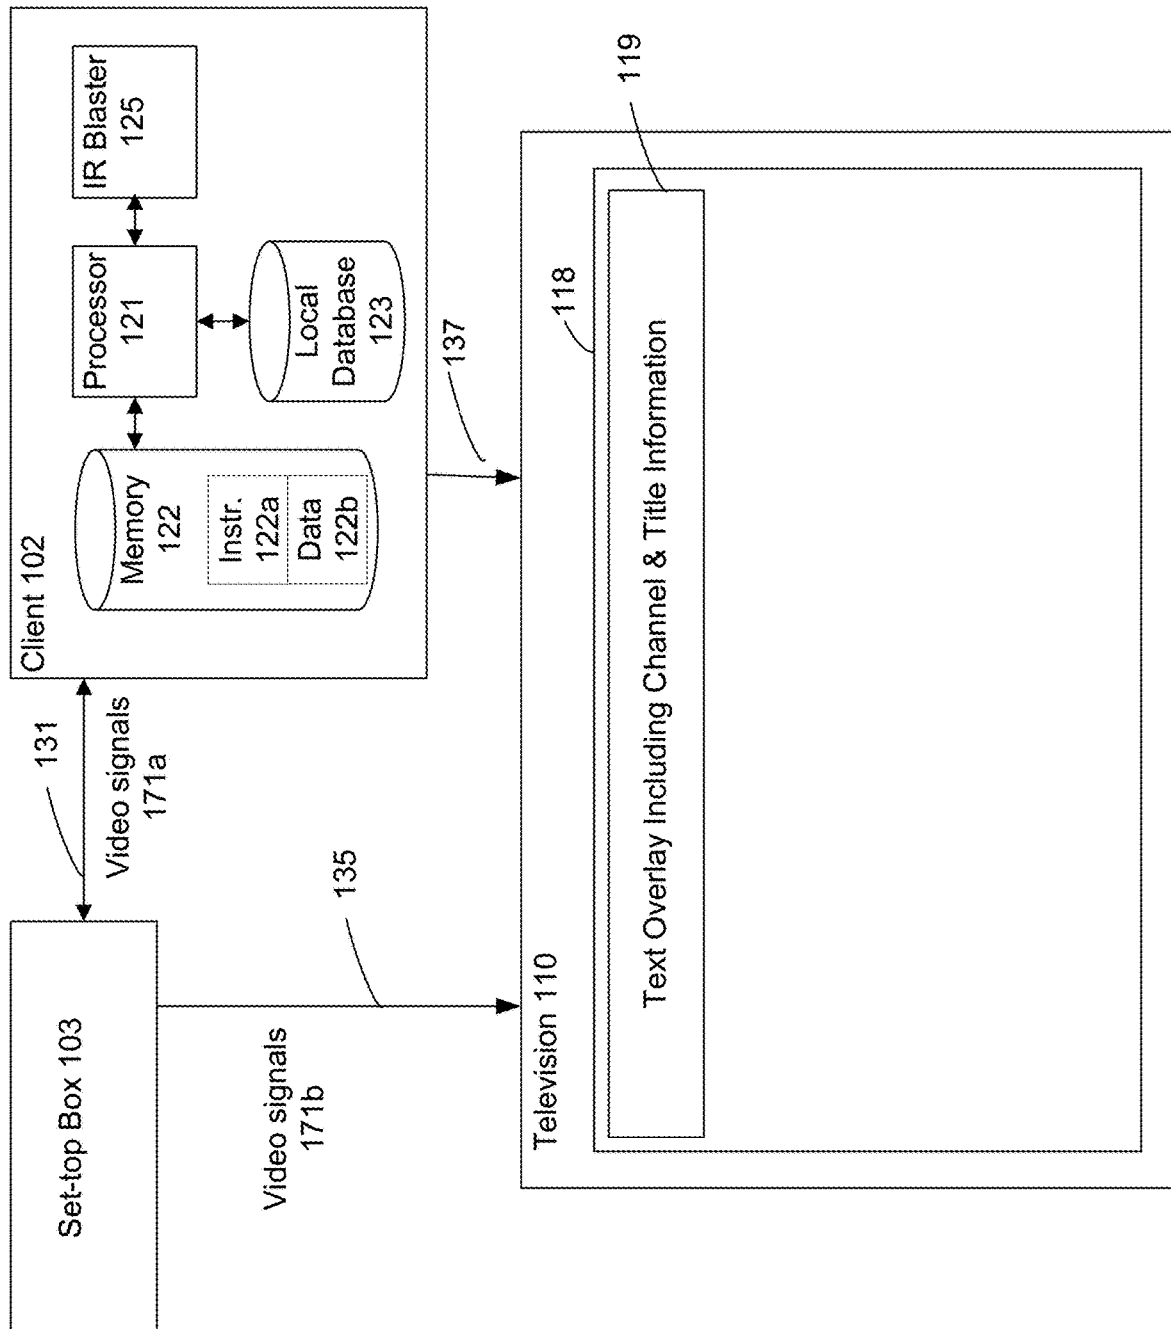 Set-top Box 103
131
Video signals
171a
Client 102
Memory
122
Instr.
122a
Data
122b
Processor
121
IR Blaster
125
Local
Database
123
Video signals
171b
135
137
Television 110
118
119
Text Overlay Including Channel & Title Information